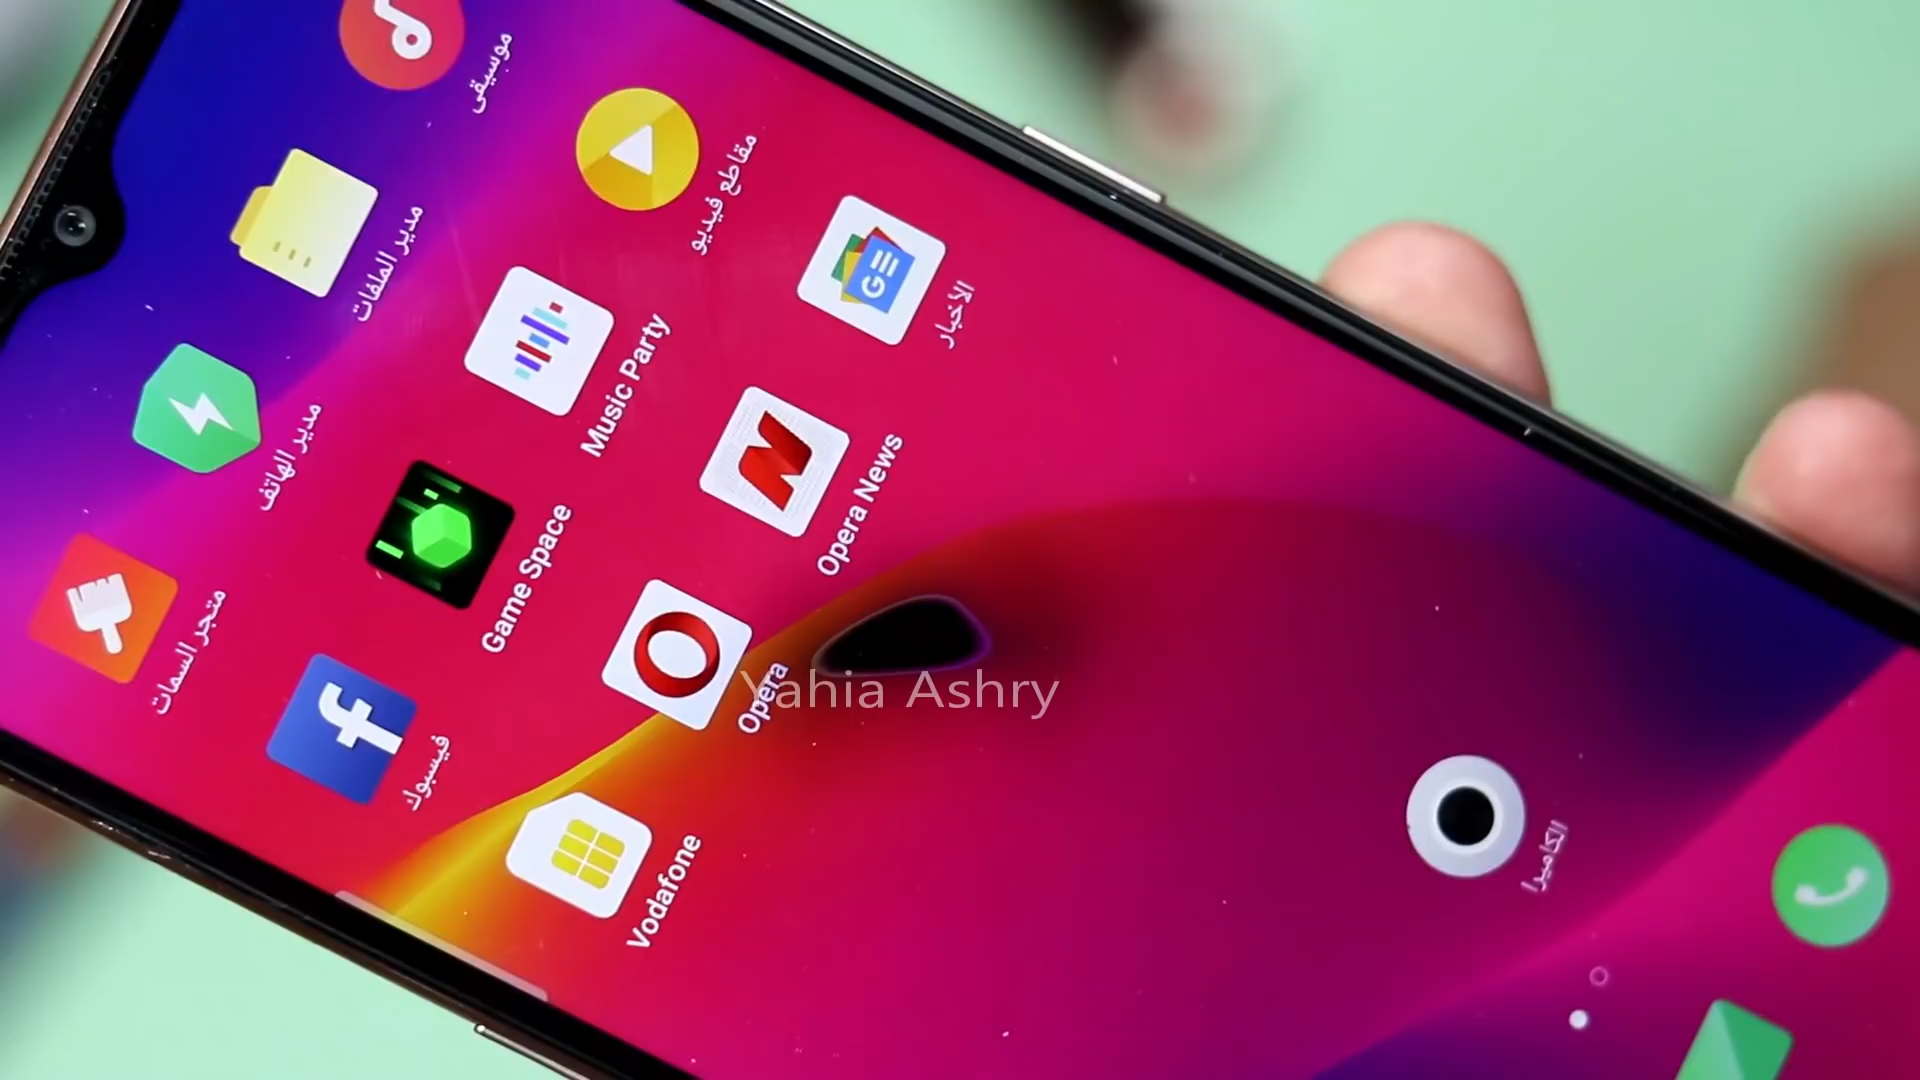 موسيقى
مقاطع فيديو
الأخبار
مدير الملفات
Music Party
Opera News
مدير الهاتف
Game Space
Opera
متجر السمات
فيسبوك
Vodafone
الكاميرا
GE
Yahia Ashry